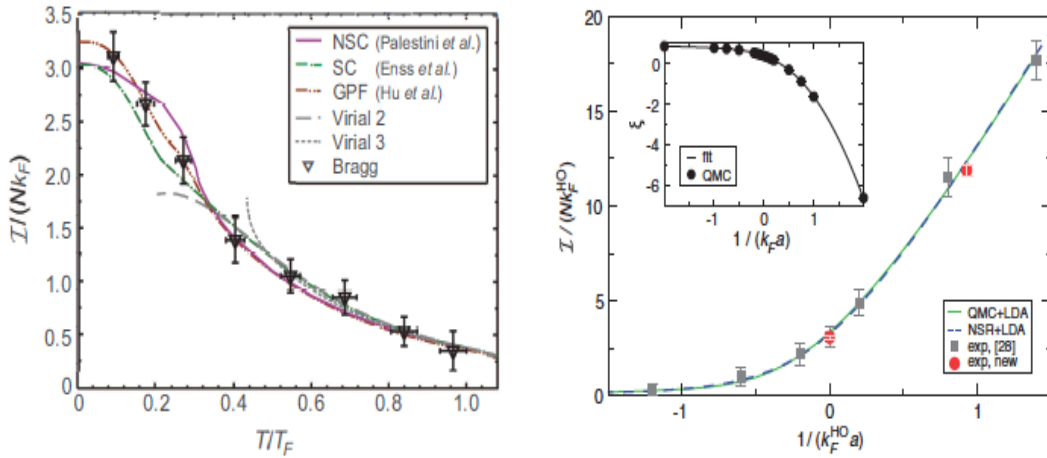 3.5
3.0
2.5
2.0
1.5
1.0
0.5
0
I/(Nk_F)
0.0 0.2 0.4 0.6 0.8 1.0
T/T_F
NSC (Palestini et al.)
SC (Enss et al.)
GPF (Hu et al.)
Virial 2
Virial 3
Bragg
15
10
5
0
I / (Nk_F^HO)
-1 0 1
1/(k_F^HO a)
0
-2
-4
-6
ξ
-1 0 1
1 / (k_F a)
fit
QMC
QMC+LDA
NSR+LDA
exp, [28]
exp, new